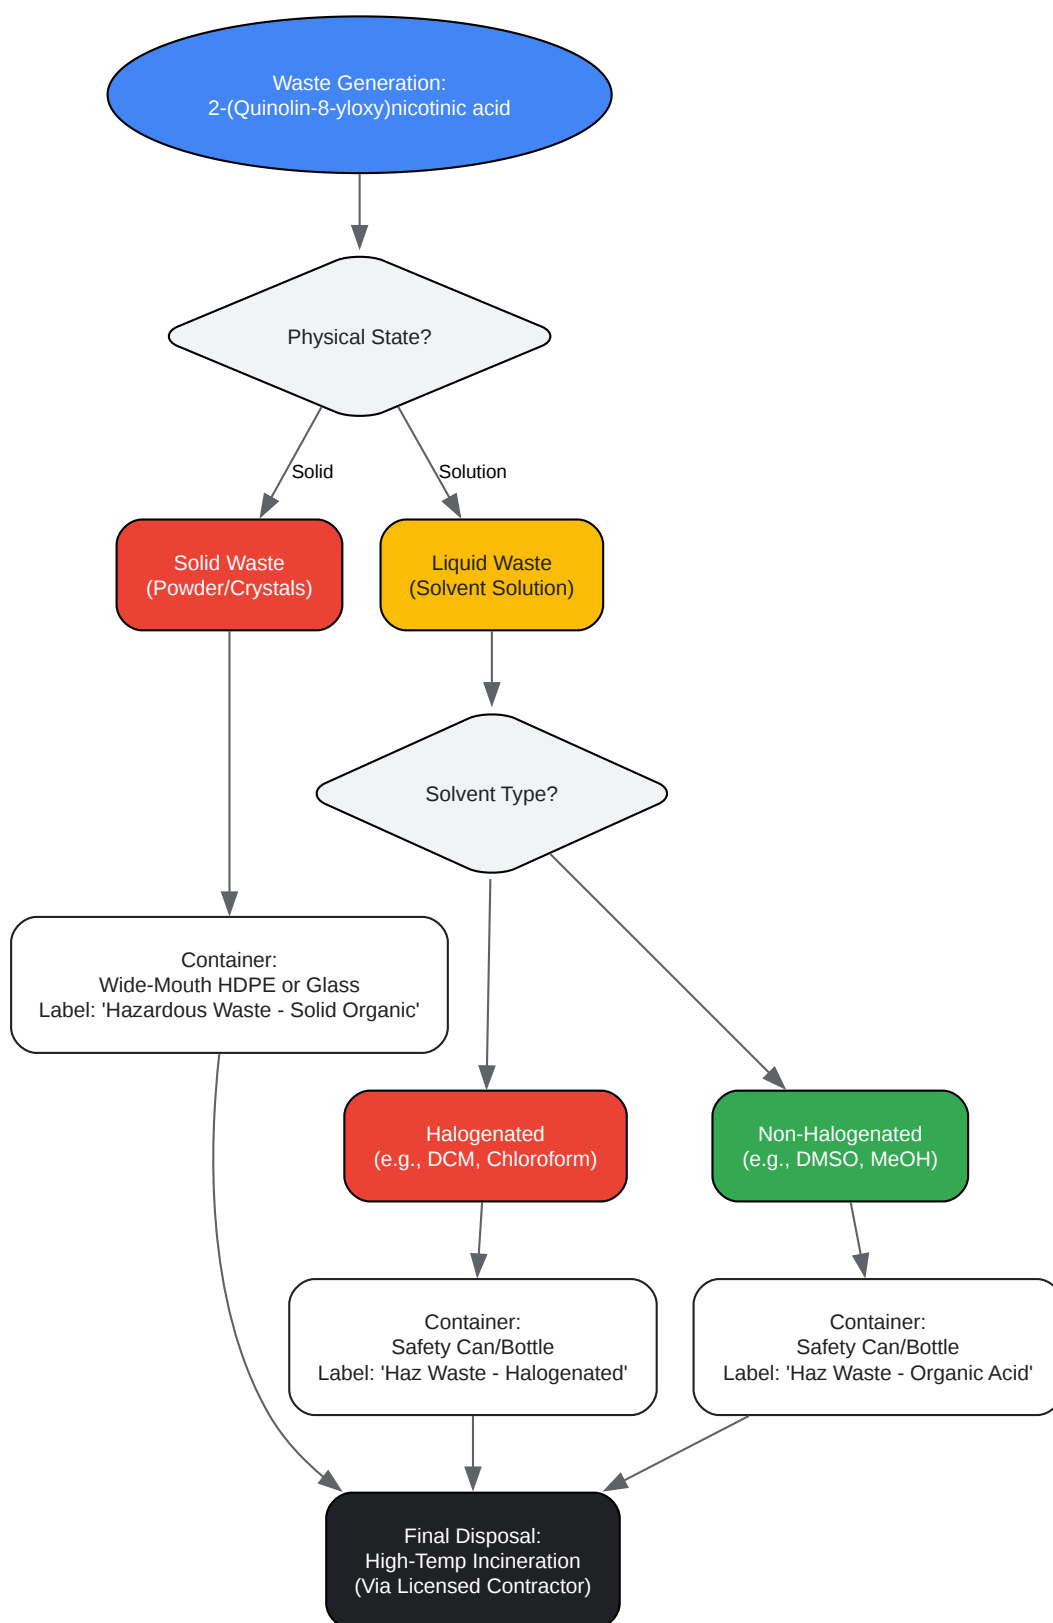 Waste Generation:
2-(Quinolin-8-yloxy)nicotinic acid
Physical State?
Solid
Solution
Solid Waste
(Powder/Crystals)
Liquid Waste
(Solvent Solution)
Solvent Type?
Container:
Wide-Mouth HDPE or Glass
Label: 'Hazardous Waste - Solid Organic'
Halogenated
(e.g., DCM, Chloroform)
Non-Halogenated
(e.g., DMSO, MeOH)
Container:
Safety Can/Bottle
Label: 'Haz Waste - Halogenated'
Container:
Safety Can/Bottle
Label: 'Haz Waste - Organic Acid'
Final Disposal:
High-Temp Incineration
(Via Licensed Contractor)